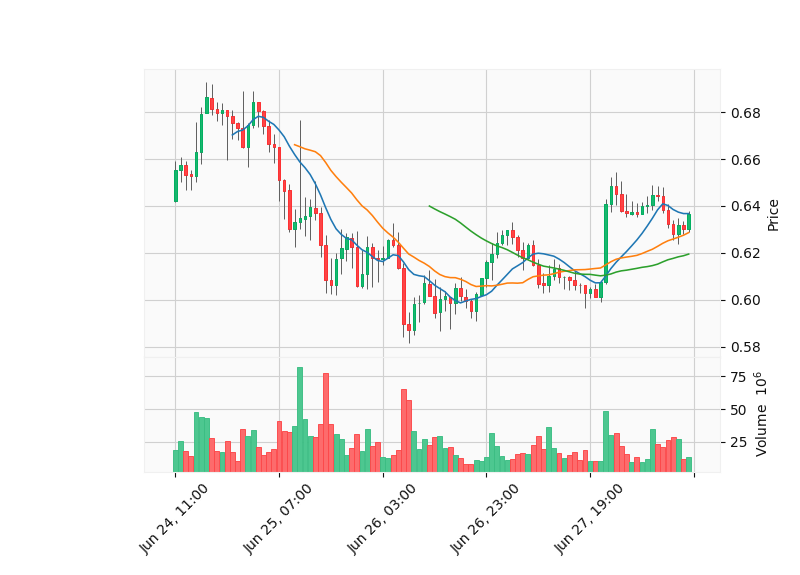 0.68
0.66
0.64
0.62
0.60
0.58
Price
75
50
25
Volume 10^6
Jun 24, 11:00
Jun 25, 07:00
Jun 26, 03:00
Jun 26, 23:00
Jun 27, 19:00